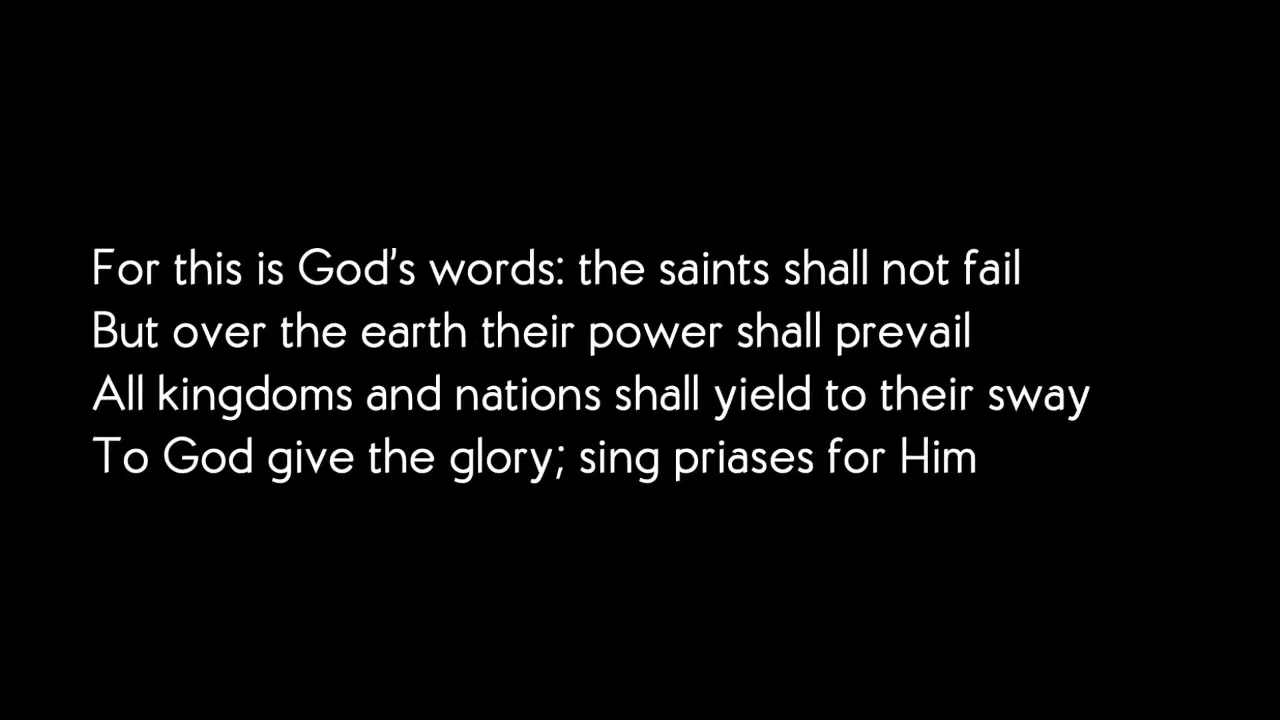 For this is God's words: the saints shall not fail
But over the earth their power shall prevail
All kingdoms and nations shall yield to their sway
To God give the glory; sing priases for Him